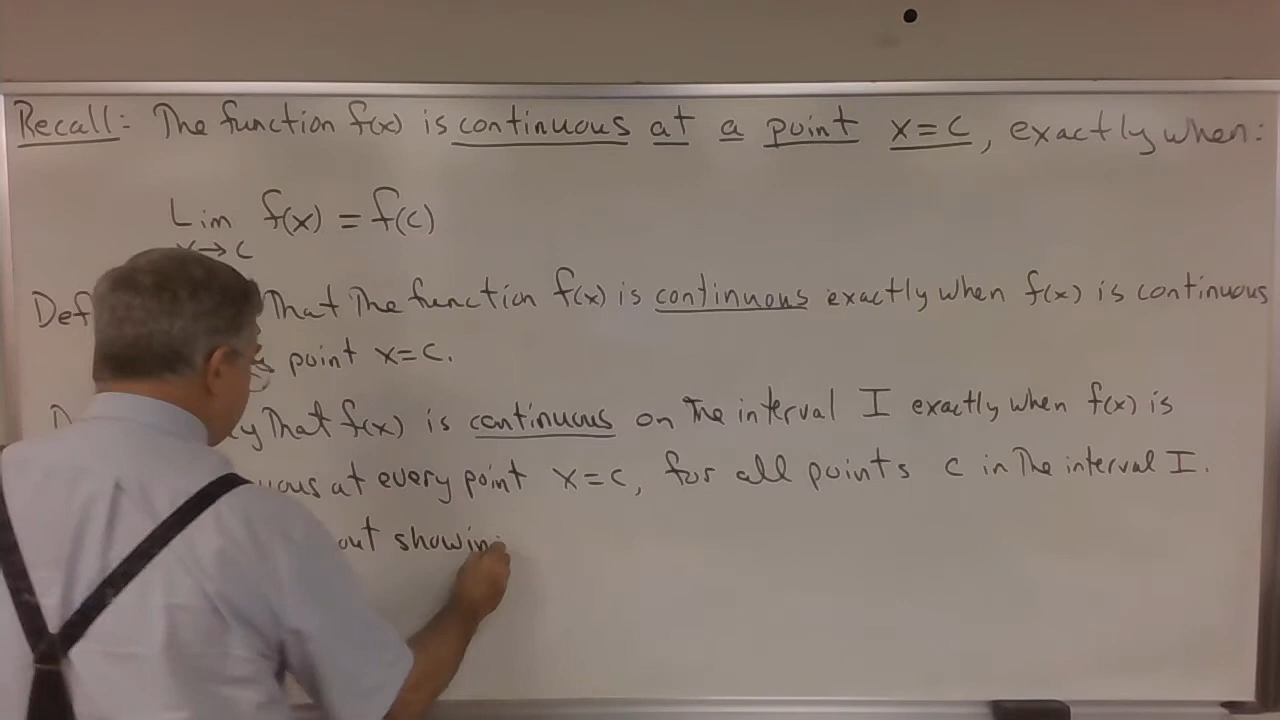 Recall: The function f(x) is continuous at a point x=c, exactly when:
Lim f(x) = f(c)
x→c
Def That The function f(x) is continuous exactly when f(x) is continuous
point x=c.
That f(x) is continuous on The interval I exactly when f(x) is
at every point x=c, for all points c in The interval I.
out showin